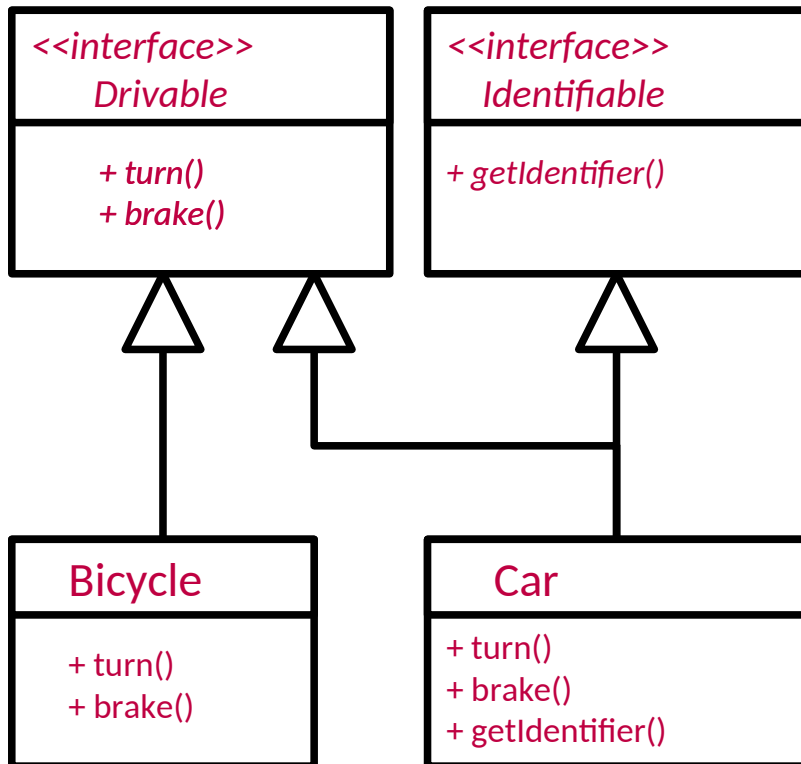 <<interface>>
Drivable
+ turn()
+ brake()
<<interface>>
Identifiable
+ getIdentifier()
Bicycle
+ turn()
+ brake()
Car
+ turn()
+ brake()
+ getIdentifier()